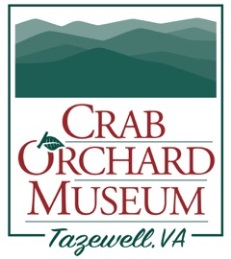 CRAB
ORCHARD
MUSEUM
Tazewell, VA